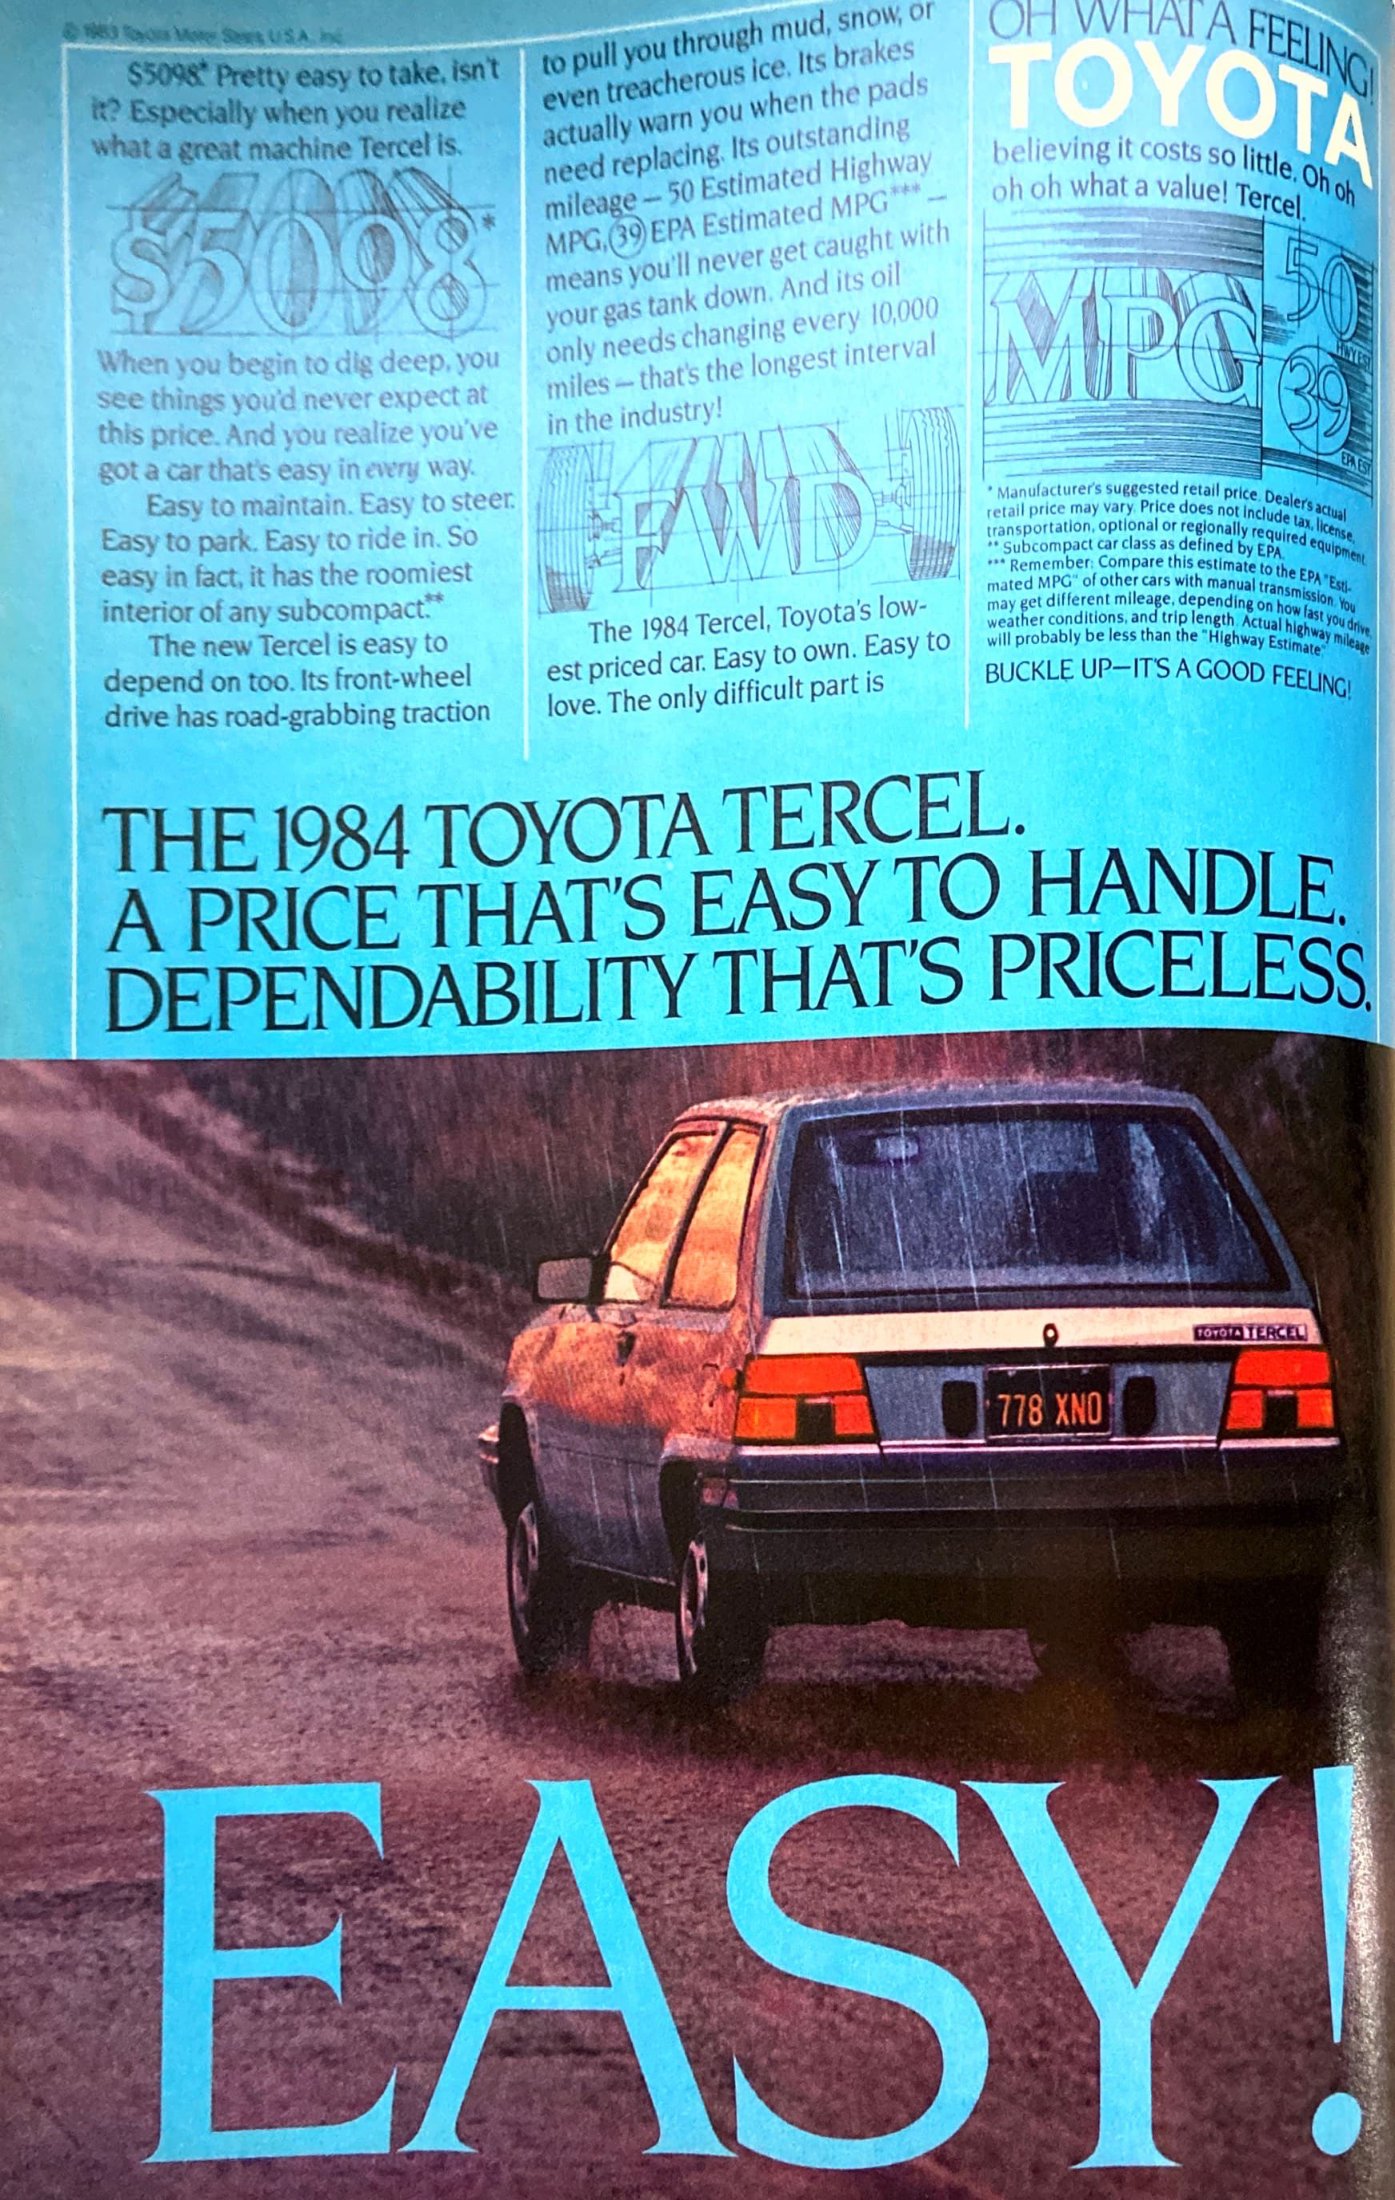 © 1983 Toyota Motor Sales, U.S.A., Inc.
$5098.* Pretty easy to take, isn't
it? Especially when you realize
what a great machine Tercel is.
$5098*
When you begin to dig deep, you
see things you'd never expect at
this price. And you realize you've
got a car that's easy in every way.
Easy to maintain. Easy to steer.
Easy to park. Easy to ride in. So
easy in fact, it has the roomiest
interior of any subcompact.**
The new Tercel is easy to
depend on too. Its front-wheel
drive has road-grabbing traction
to pull you through mud, snow, or
even treacherous ice. Its brakes
actually warn you when the pads
need replacing. Its outstanding
mileage — 50 Estimated Highway
MPG, 39 EPA Estimated MPG*** —
means you'll never get caught with
your gas tank down. And its oil
only needs changing every 10,000
miles — that's the longest interval
in the industry!
FWD
The 1984 Tercel, Toyota's low-
est priced car. Easy to own. Easy to
love. The only difficult part is
OH WHAT A FEELING!
TOYOTA
believing it costs so little. Oh oh
oh oh what a value! Tercel.
MPG
50
HWY EST
39
EPA EST
* Manufacturer's suggested retail price. Dealer's actual
retail price may vary. Price does not include tax, license,
transportation, optional or regionally required equipment.
** Subcompact car class as defined by EPA.
*** Remember: Compare this estimate to the EPA "Esti-
mated MPG" of other cars with manual transmission. You
may get different mileage, depending on how fast you drive,
weather conditions, and trip length. Actual highway mileage
will probably be less than the "Highway Estimate".
BUCKLE UP—IT'S A GOOD FEELING!
THE 1984 TOYOTA TERCEL.
A PRICE THAT'S EASY TO HANDLE.
DEPENDABILITY THAT'S PRICELESS.
TOYOTA TERCEL
778 XNO
EASY!